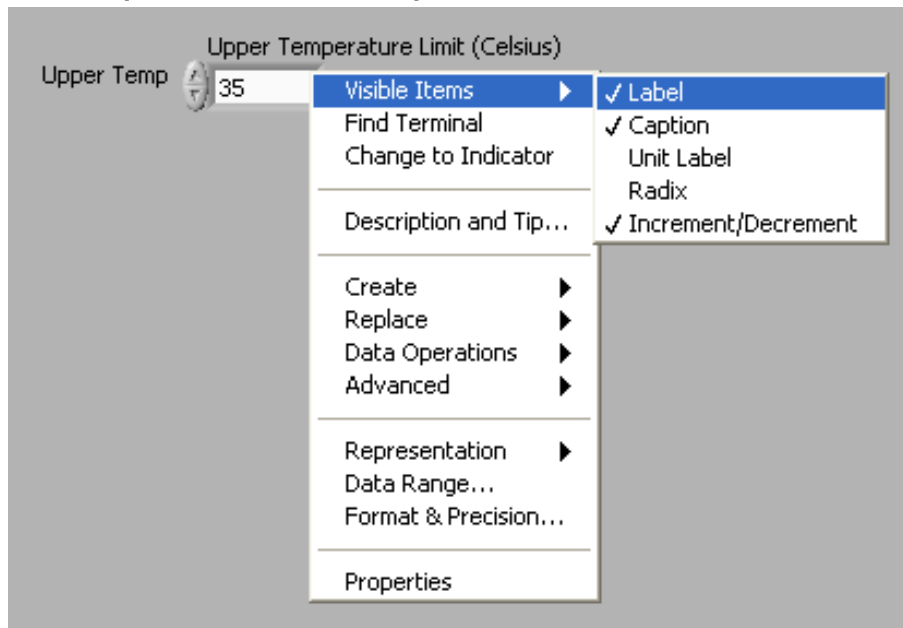 Upper Temperature Limit (Celsius)
Upper Temp 35
Visible Items
Find Terminal
Change to Indicator
Description and Tip...
Create
Replace
Data Operations
Advanced
Representation
Data Range...
Format & Precision...
Properties
✓ Label
✓ Caption
Unit Label
Radix
✓ Increment/Decrement